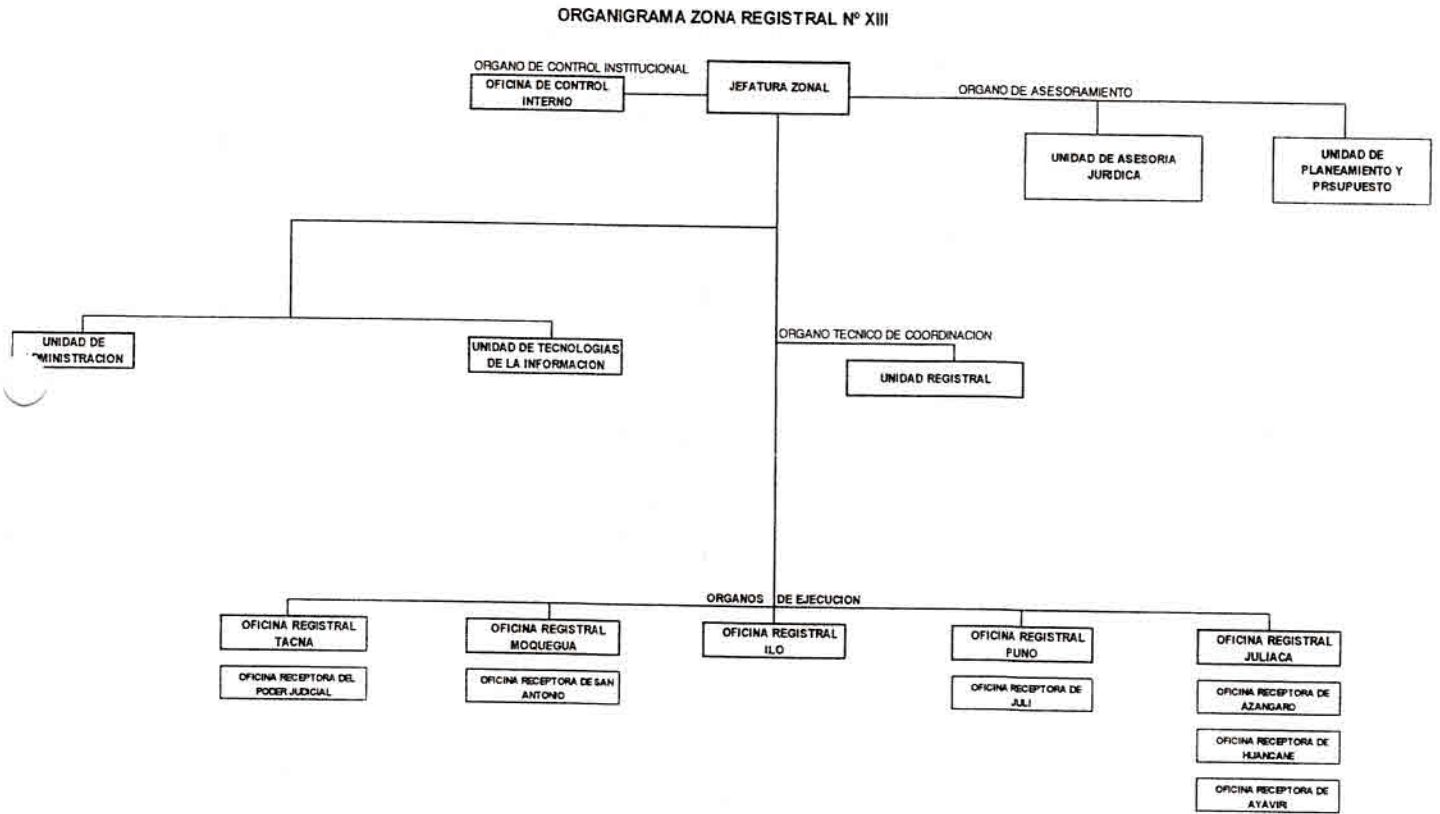 ORGANIGRAMA ZONA REGISTRAL Nº XIII
ORGANO DE CONTROL INSTITUCIONAL
OFICINA DE CONTROL
INTERNO
JEFATURA ZONAL
ORGANO DE ASESORAMIENTO
UNIDAD DE ASESORIA
JURIDICA
UNIDAD DE
PLANEAMIENTO Y
PRSUPUESTO
UNIDAD DE
DMINISTRACION
UNIDAD DE TECNOLOGIAS
DE LA INFORMACION
ORGANO TECNICO DE COORDINACION
UNIDAD REGISTRAL
ORGANOS DE EJECUCION
OFICINA REGISTRAL
TACNA
OFICINA RECEPTORA DEL
PODER JUDICIAL
OFICINA REGISTRAL
MOQUEGUA
OFICINA RECEPTORA DE SAN
ANTONIO
OFICINA REGISTRAL
ILO
OFICINA REGISTRAL
PUNO
OFICINA RECEPTORA DE
JULI
OFICINA REGISTRAL
JULIACA
OFICINA RECEPTORA DE
AZANGARO
OFICINA RECEPTORA DE
HUANCANE
OFICINA RECEPTORA DE
AYAVIRI